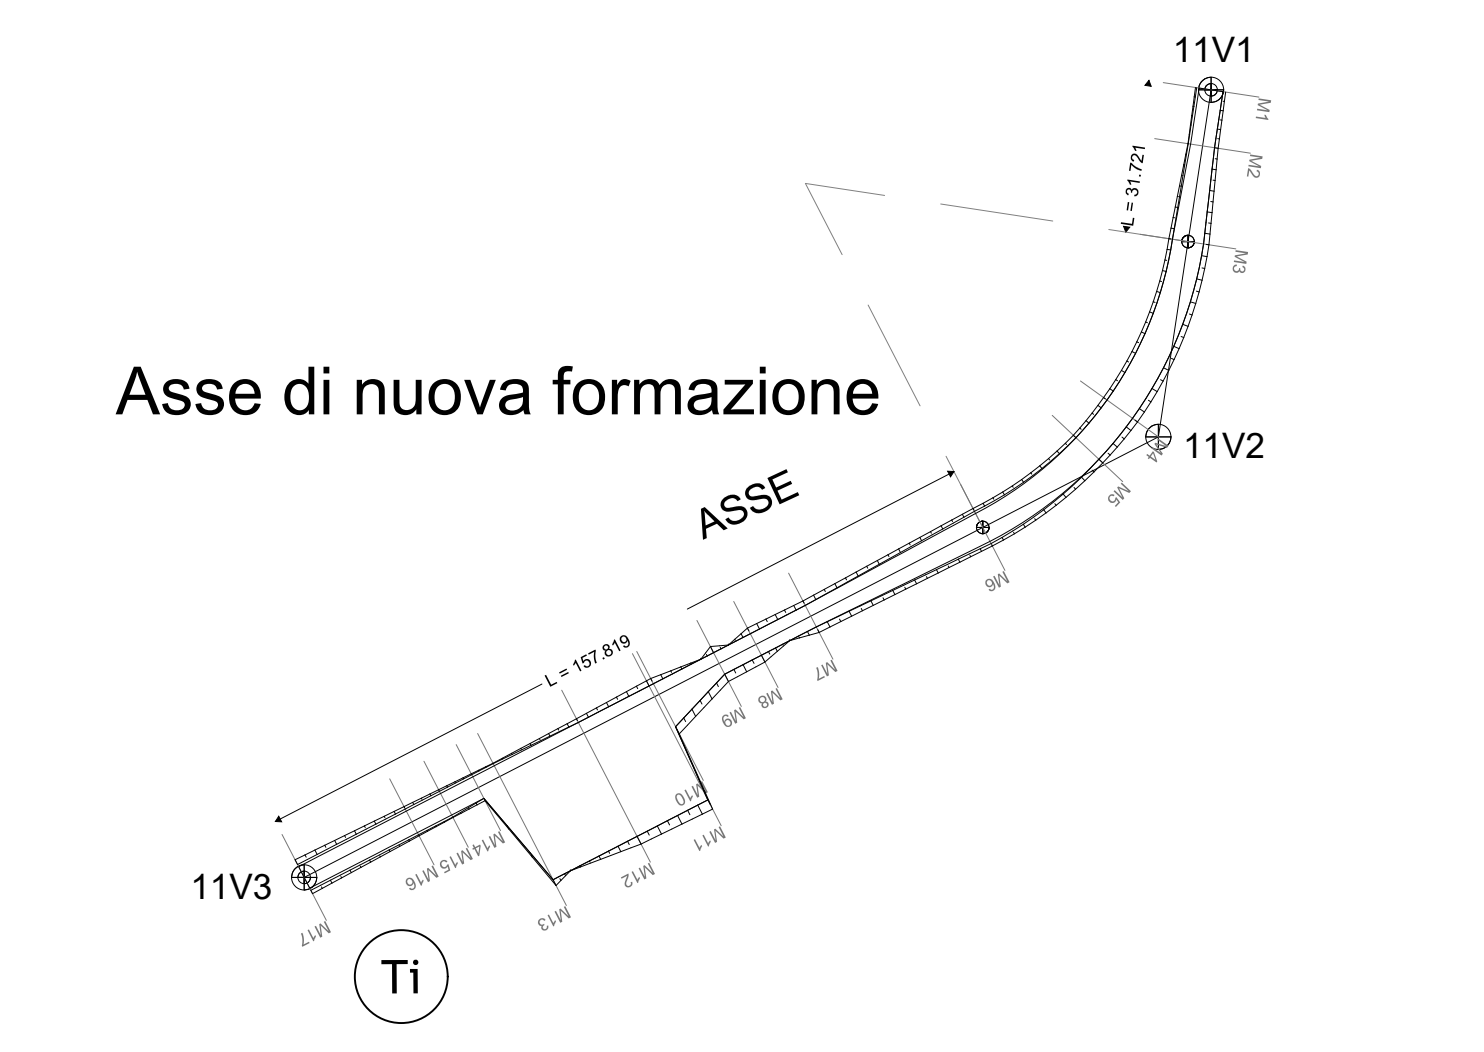 11V1
M1
M2
L = 31.721
M3
Asse di nuova formazione
11V2
M4
M5
ASSE
M6
L = 157.819
M7
M8
M9
M10
M11
M14
M15
M16
M12
11V3
M13
M17
Ti